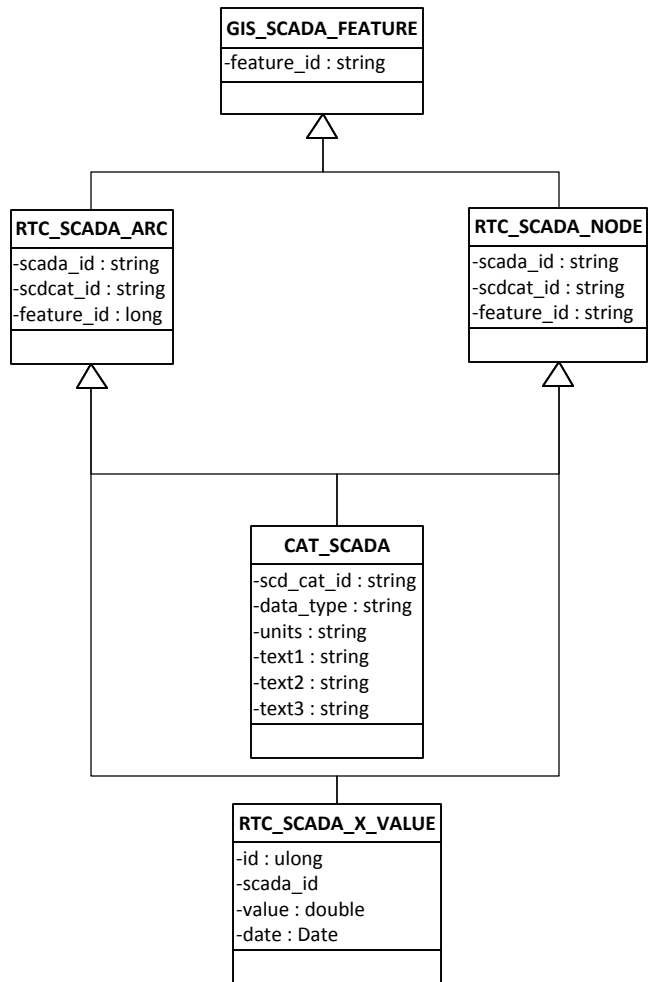 GIS_SCADA_FEATURE
-feature_id : string
RTC_SCADA_ARC
-scada_id : string
-scdcat_id : string
-feature_id : long
RTC_SCADA_NODE
-scada_id : string
-scdcat_id : string
-feature_id : string
CAT_SCADA
-scd_cat_id : string
-data_type : string
-units : string
-text1 : string
-text2 : string
-text3 : string
RTC_SCADA_X_VALUE
-id : ulong
-scada_id
-value : double
-date : Date